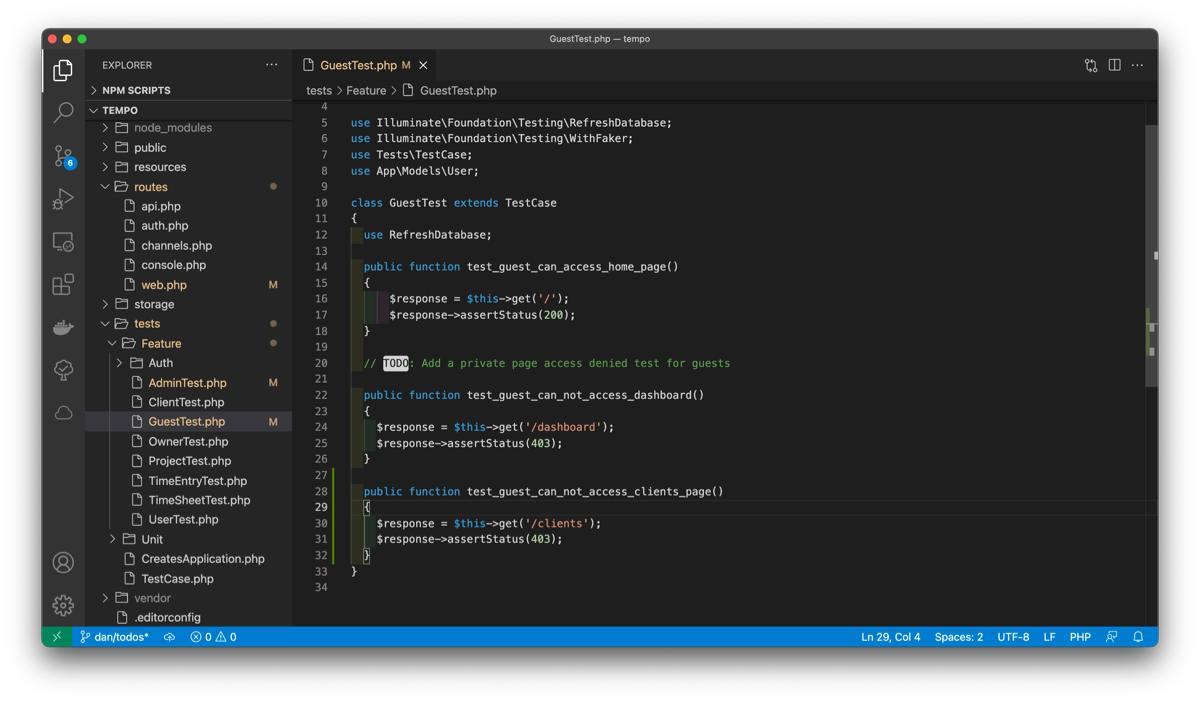 GuestTest.php — tempo
EXPLORER
NPM SCRIPTS
TEMPO
node_modules
public
resources
routes
api.php
auth.php
channels.php
console.php
web.php M
storage
tests
Feature
Auth
AdminTest.php M
ClientTest.php
GuestTest.php M
OwnerTest.php
ProjectTest.php
TimeEntryTest.php
TimeSheetTest.php
UserTest.php
Unit
CreatesApplication.php
TestCase.php
vendor
.editorconfig
6
GuestTest.php M
tests > Feature > GuestTest.php
4
5 use Illuminate\Foundation\Testing\RefreshDatabase;
6 use Illuminate\Foundation\Testing\WithFaker;
7 use Tests\TestCase;
8 use App\Models\User;
9
10 class GuestTest extends TestCase
11 {
12 use RefreshDatabase;
13
14 public function test_guest_can_access_home_page()
15 {
16 $response = $this->get('/');
17 $response->assertStatus(200);
18 }
19
20 // TODO: Add a private page access denied test for guests
21
22 public function test_guest_can_not_access_dashboard()
23 {
24 $response = $this->get('/dashboard');
25 $response->assertStatus(403);
26 }
27
28 public function test_guest_can_not_access_clients_page()
29 {
30 $response = $this->get('/clients');
31 $response->assertStatus(403);
32 }
33 }
34
dan/todos* 0 0 Ln 29, Col 4 Spaces: 2 UTF-8 LF PHP